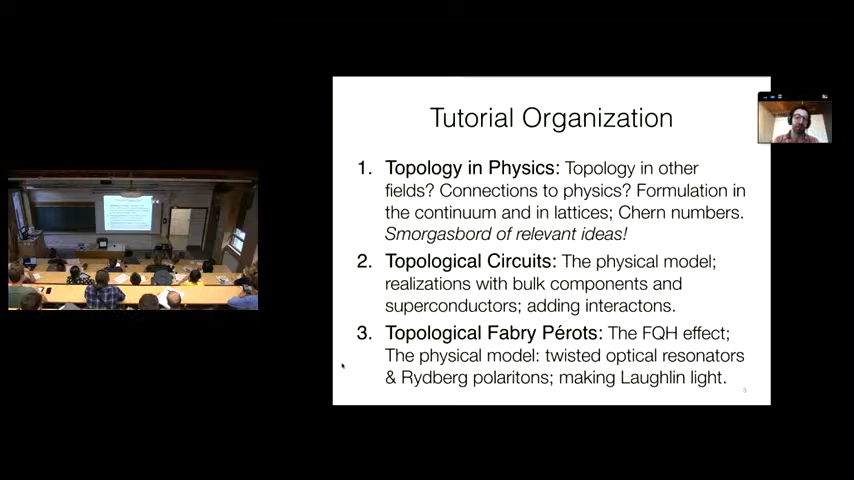 Tutorial Organization
1. Topology in Physics: Topology in other
fields? Connections to physics? Formulation in
the continuum and in lattices; Chern numbers.
Smorgasbord of relevant ideas!
2. Topological Circuits: The physical model;
realizations with bulk components and
superconductors; adding interactons.
3. Topological Fabry Pérots: The FQH effect;
The physical model: twisted optical resonators
& Rydberg polaritons; making Laughlin light.
3